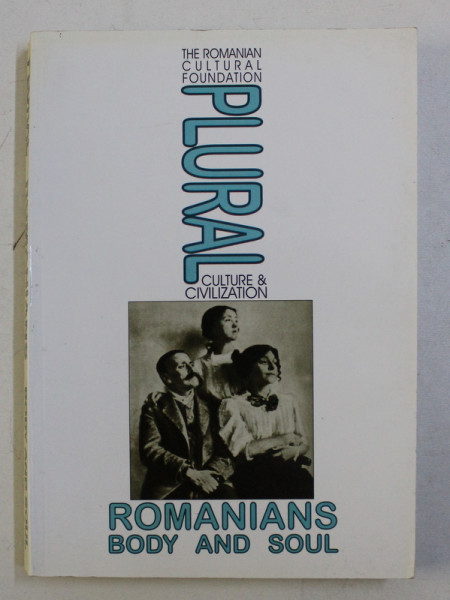 THE ROMANIAN
CULTURAL
FOUNDATION
PLURAL
CULTURE &
CIVILIZATION
ROMANIANS
BODY AND SOUL